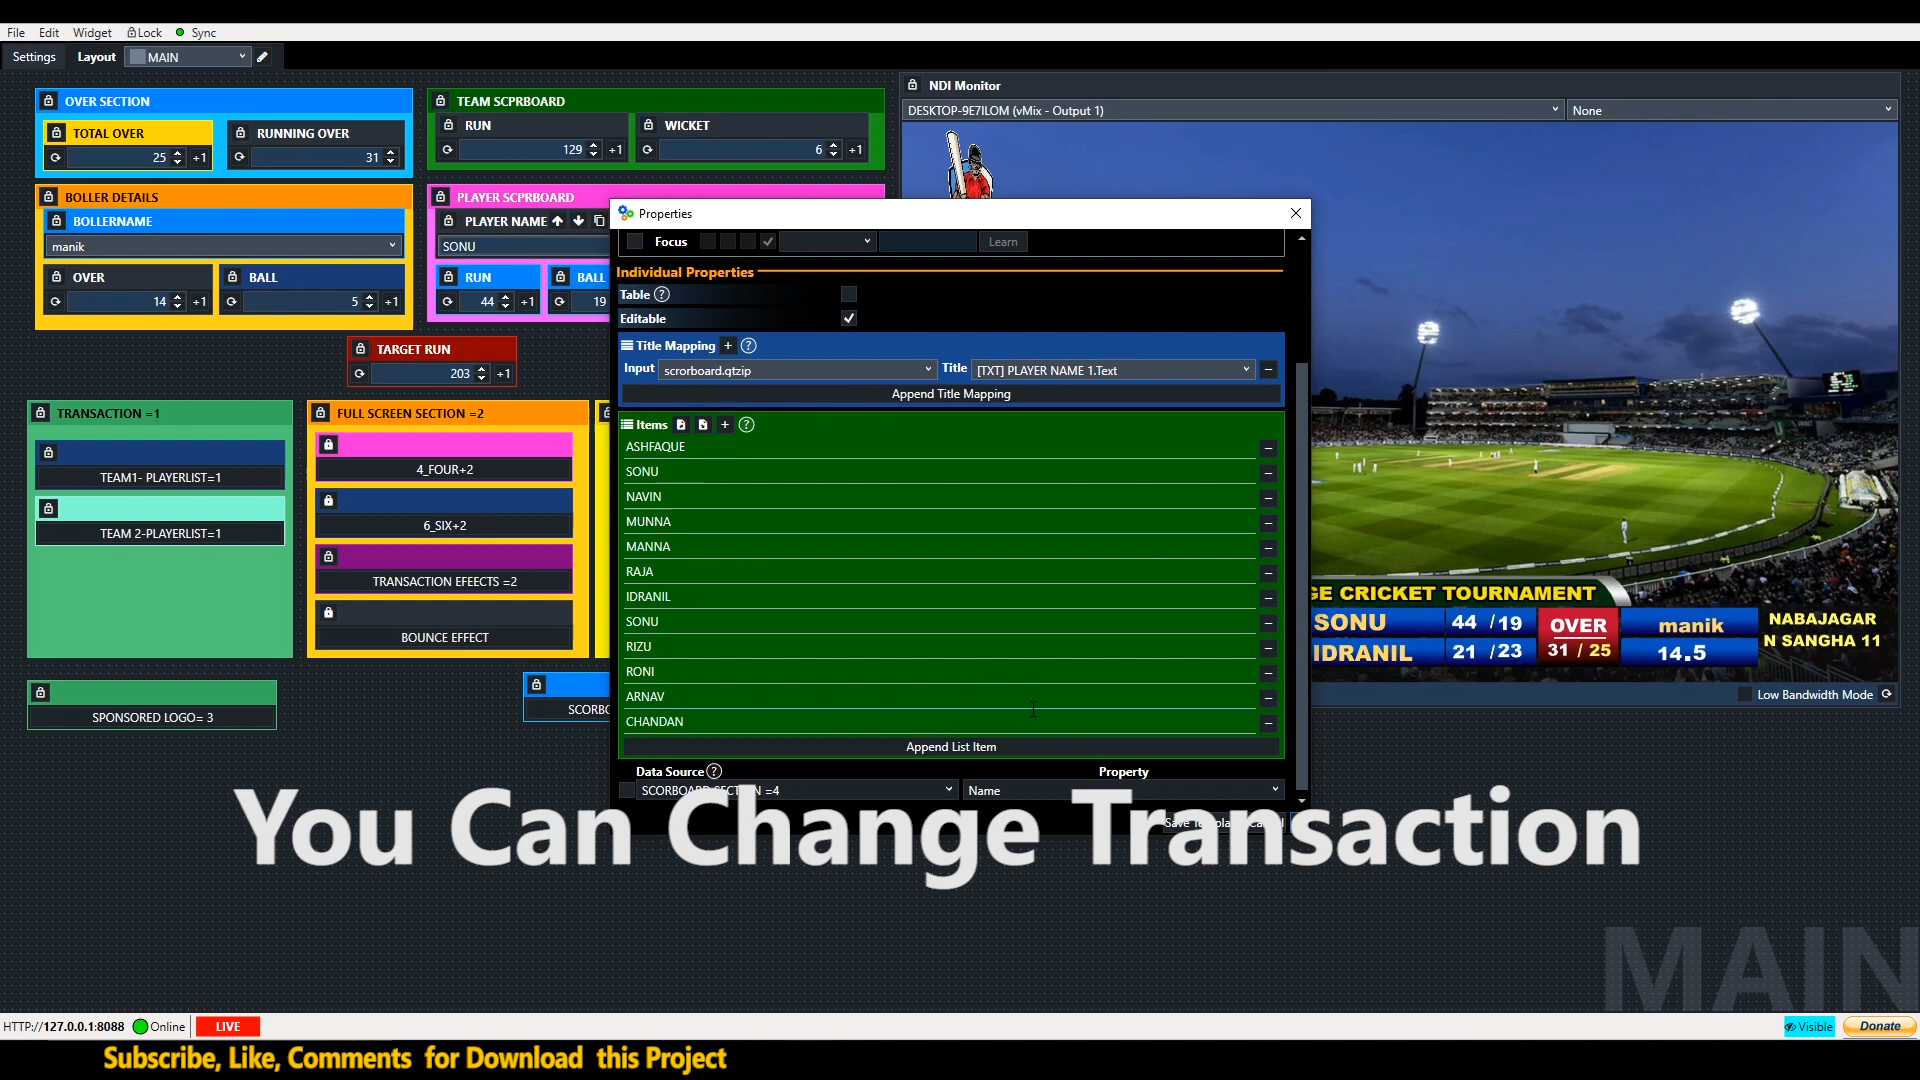 File Edit Widget Lock Sync
Settings Layout MAIN
OVER SECTION
TOTAL OVER
25 +1
RUNNING OVER
31
TEAM SCPRBOARD
RUN
129 +1
WICKET
6 +1
BOLLER DETAILS
BOLLERNAME
manik
OVER
14 +1
BALL
5 +1
PLAYER SCPRBOARD
PLAYER NAME
SONU
RUN
44 +1
BALL
19
TARGET RUN
203 +1
TRANSACTION =1
TEAM1- PLAYERLIST=1
TEAM 2-PLAYERLIST=1
FULL SCREEN SECTION =2
4_FOUR+2
6_SIX+2
TRANSACTION EFEECTS =2
BOUNCE EFFECT
SPONSORED LOGO= 3
Properties
Focus Learn
Individual Properties
Table ?
Editable
Title Mapping + ?
Input scrorboard.gtzip Title [TXT] PLAYER NAME 1.Text
Append Title Mapping
Items + ?
ASHFAQUE
SONU
NAVIN
MUNNA
MANNA
RAJA
IDRANIL
SONU
RIZU
RONI
ARNAV
CHANDAN
Append List Item
Data Source ? Property
Name
NDI Monitor
DESKTOP-9E7ILOM (vMix - Output 1) None
GE CRICKET TOURNAMENT
SONU 44 /19
IDRANIL 21 /23
OVER
31 / 25
manik
14.5
NABAJAGAR
N SANGHA 11
Low Bandwidth Mode
You Can Change Transaction
MAIN
HTTP://127.0.0.1:8088 Online LIVE
Visible Donate
Subscribe, Like, Comments for Download this Project